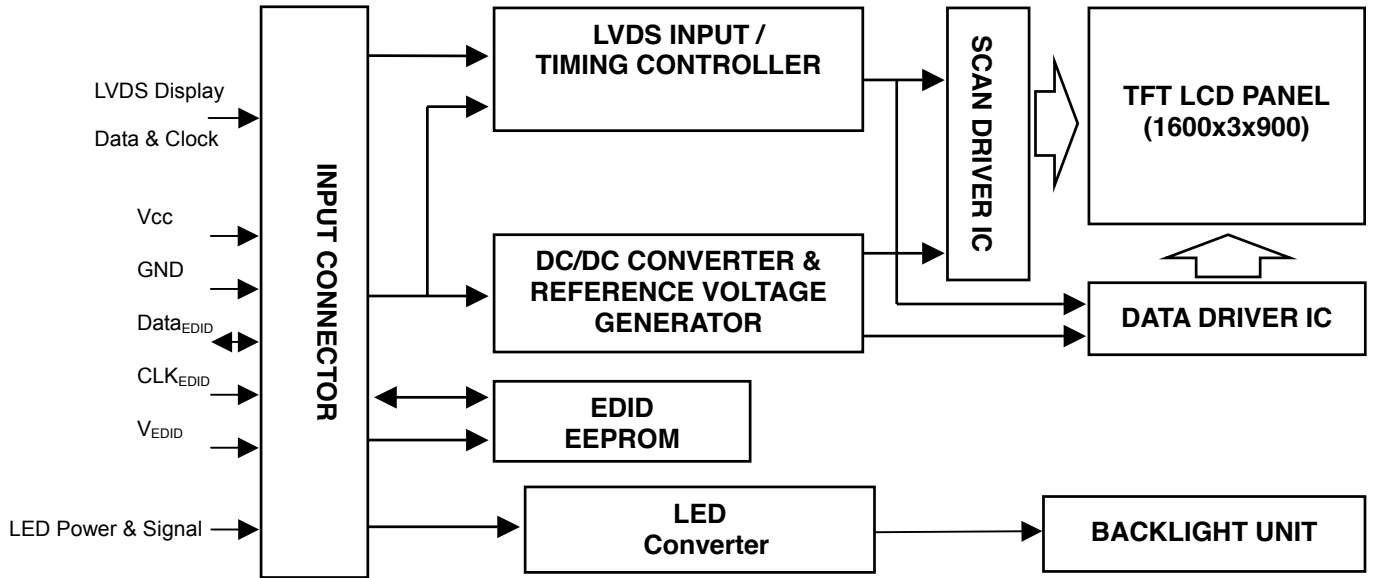 LVDS Display
Data & Clock
Vcc
GND
DataEDID
CLKEDID
VEDID
LED Power & Signal
INPUT CONNECTOR
LVDS INPUT /
TIMING CONTROLLER
DC/DC CONVERTER &
REFERENCE VOLTAGE
GENERATOR
EDID
EEPROM
LED
Converter
SCAN DRIVER IC
TFT LCD PANEL
(1600x3x900)
DATA DRIVER IC
BACKLIGHT UNIT